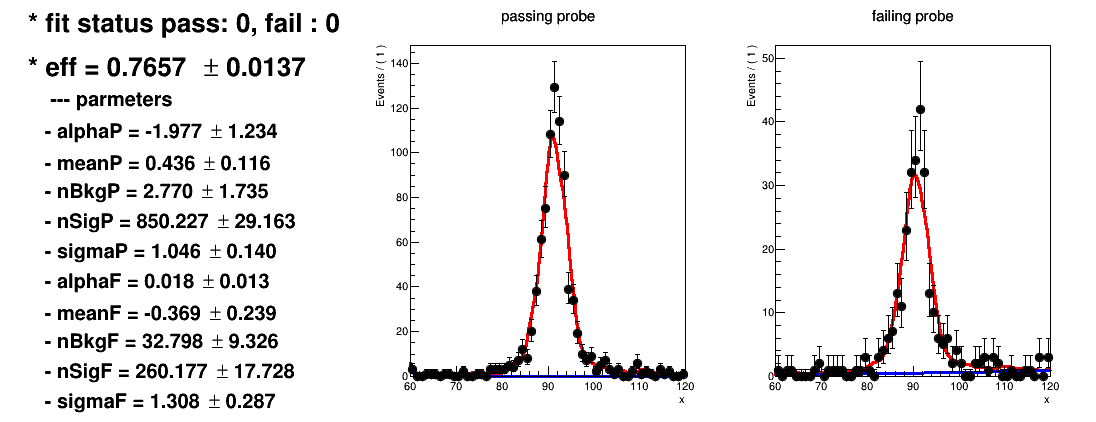 * fit status pass: 0, fail : 0
* eff = 0.7657 ± 0.0137
--- parmeters
- alphaP = -1.977 ± 1.234
- meanP = 0.436 ± 0.116
- nBkgP = 2.770 ± 1.735
- nSigP = 850.227 ± 29.163
- sigmaP = 1.046 ± 0.140
- alphaF = 0.018 ± 0.013
- meanF = -0.369 ± 0.239
- nBkgF = 32.798 ± 9.326
- nSigF = 260.177 ± 17.728
- sigmaF = 1.308 ± 0.287
passing probe
Events / ( 1 )
140
120
100
80
60
40
20
0
60 70 80 90 100 110 120
x
failing probe
Events / ( 1 )
50
40
30
20
10
0
60 70 80 90 100 110 120
x